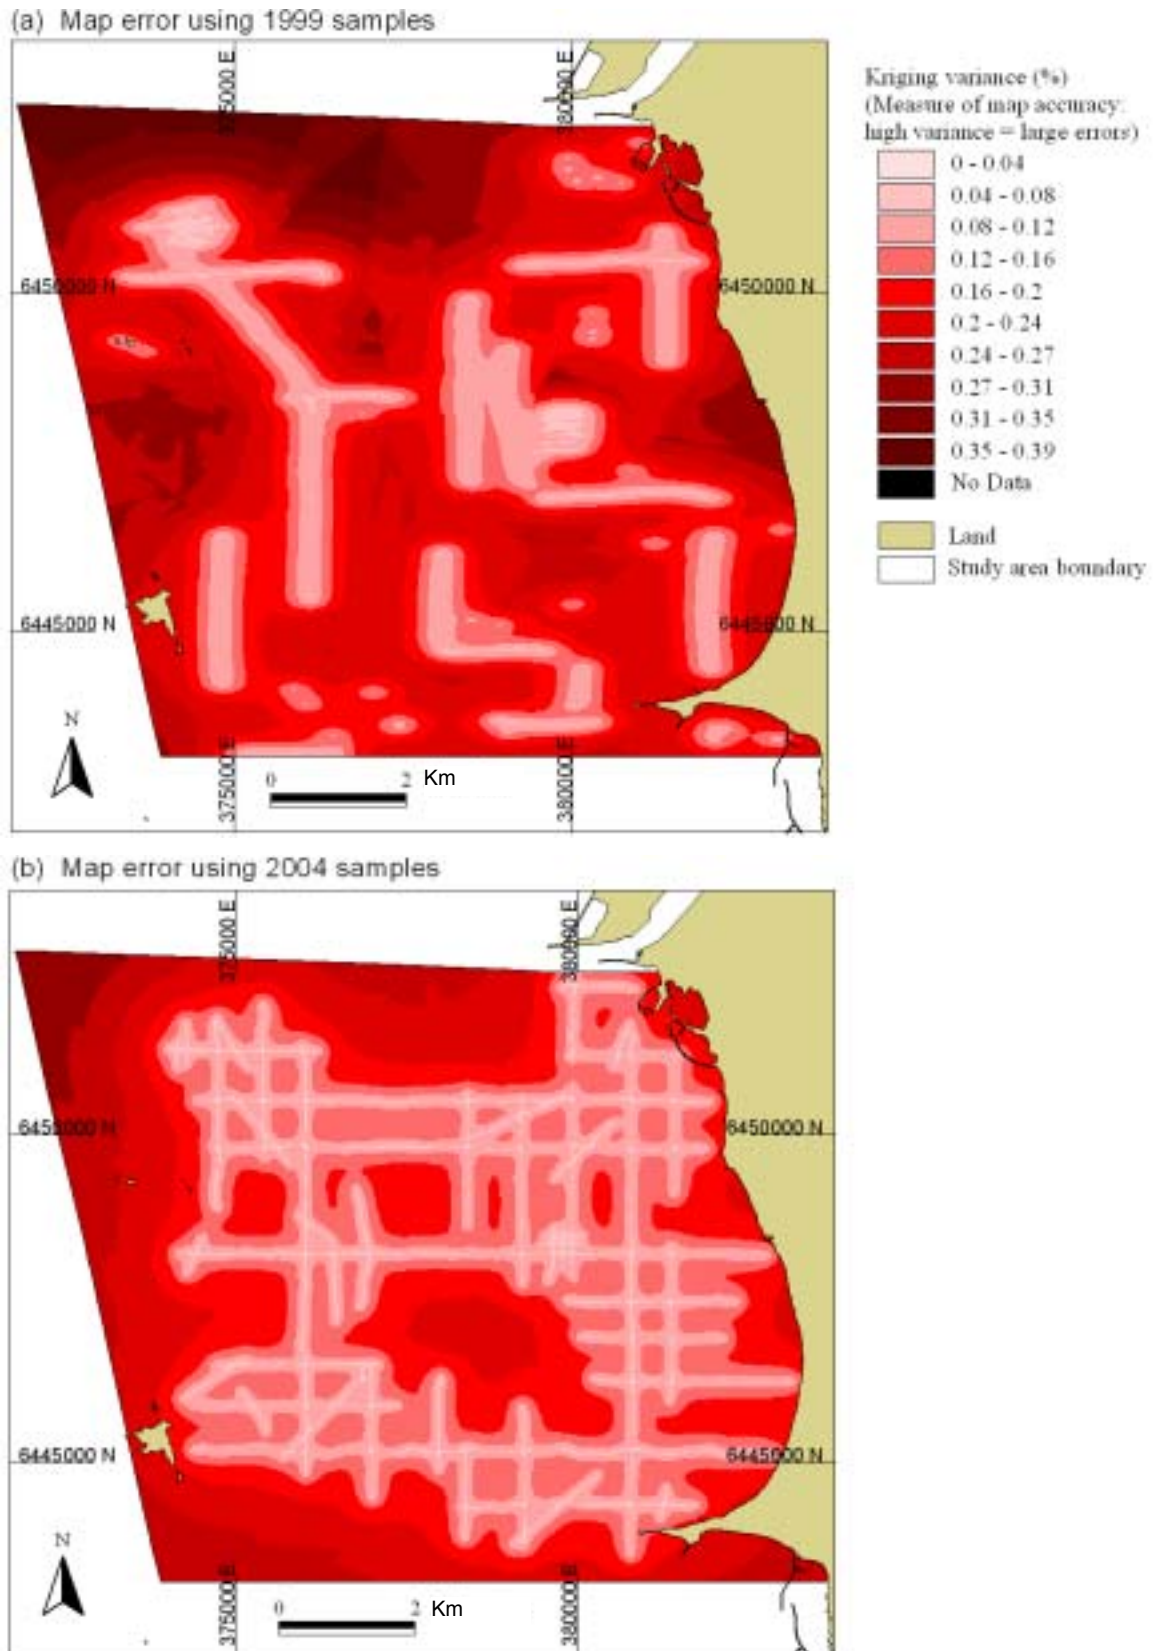 (a) Map error using 1999 samples
375000 E
380000 E
Kriging variance (%)
(Measure of map accuracy:
high variance = large errors)
0 - 0.04
0.04 - 0.08
0.08 - 0.12
0.12 - 0.16
0.16 - 0.2
0.2 - 0.24
0.24 - 0.27
0.27 - 0.31
0.31 - 0.35
0.35 - 0.39
No Data
Land
Study area boundary
6450000 N
6450000 N
6445000 N
6445000 N
N
375000 E
380000 E
0 2 Km
(b) Map error using 2004 samples
375000 E
380000 E
6450000 N
6450000 N
6445000 N
6445000 N
N
375000 E
380000 E
0 2 Km